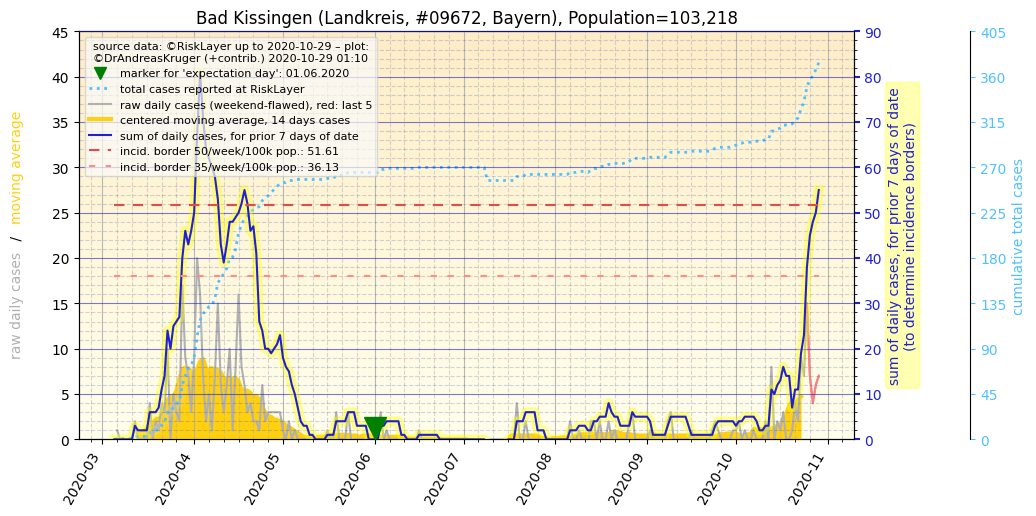 Bad Kissingen (Landkreis, #09672, Bayern), Population=103,218
source data: ©RiskLayer up to 2020-10-29 – plot:
©DrAndreasKruger (+contrib.) 2020-10-29 01:10
marker for 'expectation day': 01.06.2020
total cases reported at RiskLayer
raw daily cases (weekend-flawed), red: last 5
centered moving average, 14 days cases
sum of daily cases, for prior 7 days of date
incid. border 50/week/100k pop.: 51.61
incid. border 35/week/100k pop.: 36.13
raw daily cases / moving average
45
40
35
30
25
20
15
10
5
0
2020-03
2020-04
2020-05
2020-06
2020-07
2020-08
2020-09
2020-10
2020-11
90
80
70
60
50
40
30
20
10
0
sum of daily cases, for prior 7 days of date
(to determine incidence borders)
405
360
315
270
225
180
135
90
45
0
cumulative total cases